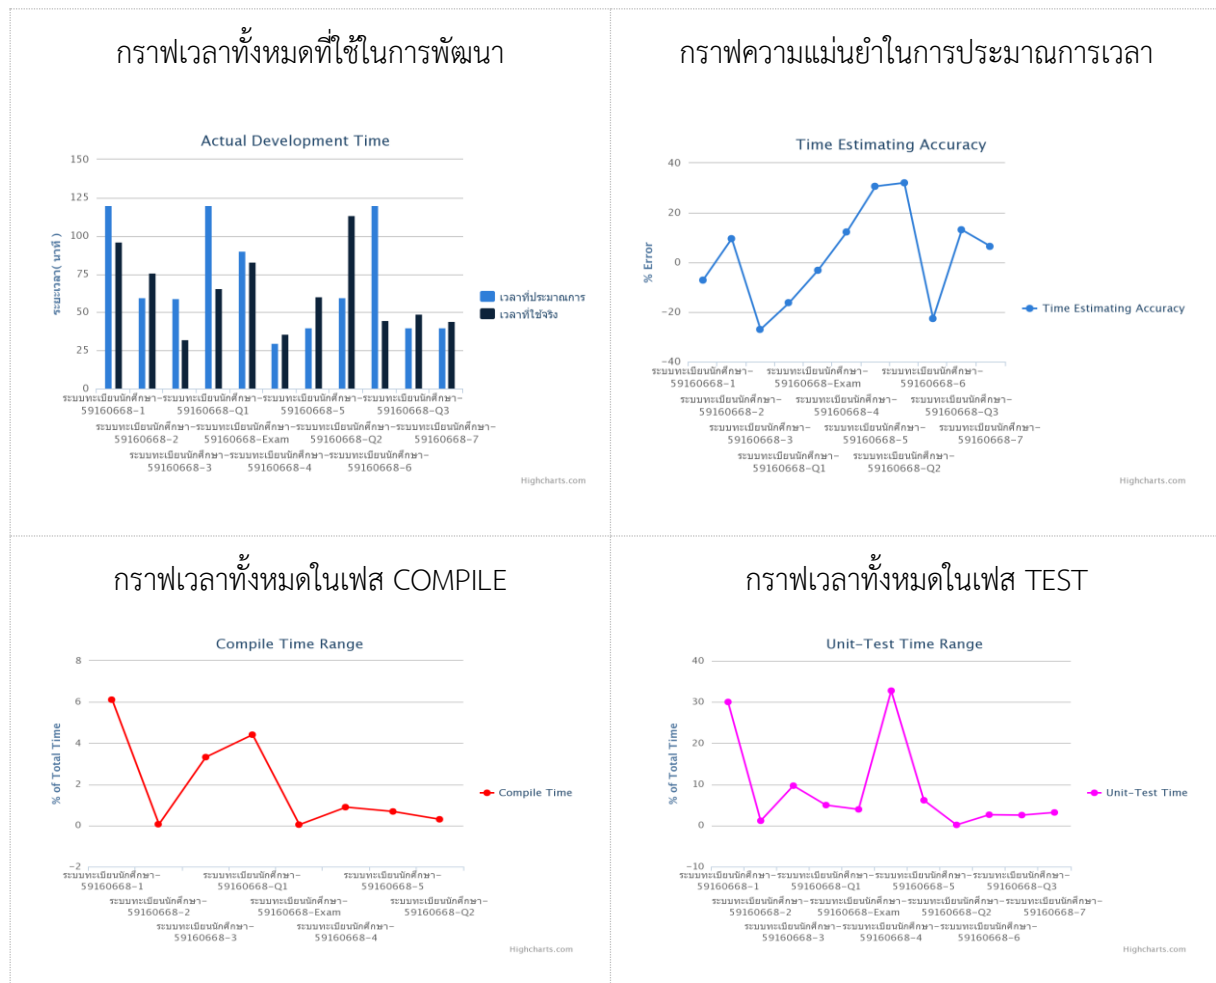 กราฟเวลาทั้งหมดที่ใช้ในการพัฒนา
Actual Development Time
150
125
100
75
50
25
0
ระยะเวลา( นาที )
ระบบทะเบียนนักศึกษา-
59160668-1
ระบบทะเบียนนักศึกษา-
59160668-2
ระบบทะเบียนนักศึกษา-
59160668-3
ระบบทะเบียนนักศึกษา-
59160668-Q1
ระบบทะเบียนนักศึกษา-
59160668-Exam
ระบบทะเบียนนักศึกษา-
59160668-4
ระบบทะเบียนนักศึกษา-
59160668-5
ระบบทะเบียนนักศึกษา-
59160668-Q2
ระบบทะเบียนนักศึกษา-
59160668-6
ระบบทะเบียนนักศึกษา-
59160668-Q3
ระบบทะเบียนนักศึกษา-
59160668-7
เวลาที่ประมาณการ
เวลาที่ใช้จริง
Highcharts.com
กราฟความแม่นยำในการประมาณการเวลา
Time Estimating Accuracy
40
20
0
-20
-40
% Error
ระบบทะเบียนนักศึกษา-
59160668-1
ระบบทะเบียนนักศึกษา-
59160668-2
ระบบทะเบียนนักศึกษา-
59160668-3
ระบบทะเบียนนักศึกษา-
59160668-Q1
ระบบทะเบียนนักศึกษา-
59160668-Exam
ระบบทะเบียนนักศึกษา-
59160668-4
ระบบทะเบียนนักศึกษา-
59160668-5
ระบบทะเบียนนักศึกษา-
59160668-Q2
ระบบทะเบียนนักศึกษา-
59160668-6
ระบบทะเบียนนักศึกษา-
59160668-Q3
ระบบทะเบียนนักศึกษา-
59160668-7
Time Estimating Accuracy
Highcharts.com
กราฟเวลาทั้งหมดในเฟส COMPILE
Compile Time Range
8
6
4
2
0
-2
% of Total Time
ระบบทะเบียนนักศึกษา-
59160668-1
ระบบทะเบียนนักศึกษา-
59160668-2
ระบบทะเบียนนักศึกษา-
59160668-3
ระบบทะเบียนนักศึกษา-
59160668-Q1
ระบบทะเบียนนักศึกษา-
59160668-Exam
ระบบทะเบียนนักศึกษา-
59160668-4
ระบบทะเบียนนักศึกษา-
59160668-5
ระบบทะเบียนนักศึกษา-
59160668-Q2
Compile Time
Highcharts.com
กราฟเวลาทั้งหมดในเฟส TEST
Unit-Test Time Range
40
30
20
10
0
-10
% of Total Time
ระบบทะเบียนนักศึกษา-
59160668-1
ระบบทะเบียนนักศึกษา-
59160668-2
ระบบทะเบียนนักศึกษา-
59160668-3
ระบบทะเบียนนักศึกษา-
59160668-Q1
ระบบทะเบียนนักศึกษา-
59160668-Exam
ระบบทะเบียนนักศึกษา-
59160668-4
ระบบทะเบียนนักศึกษา-
59160668-5
ระบบทะเบียนนักศึกษา-
59160668-Q2
ระบบทะเบียนนักศึกษา-
59160668-6
ระบบทะเบียนนักศึกษา-
59160668-Q3
ระบบทะเบียนนักศึกษา-
59160668-7
Unit-Test Time
Highcharts.com